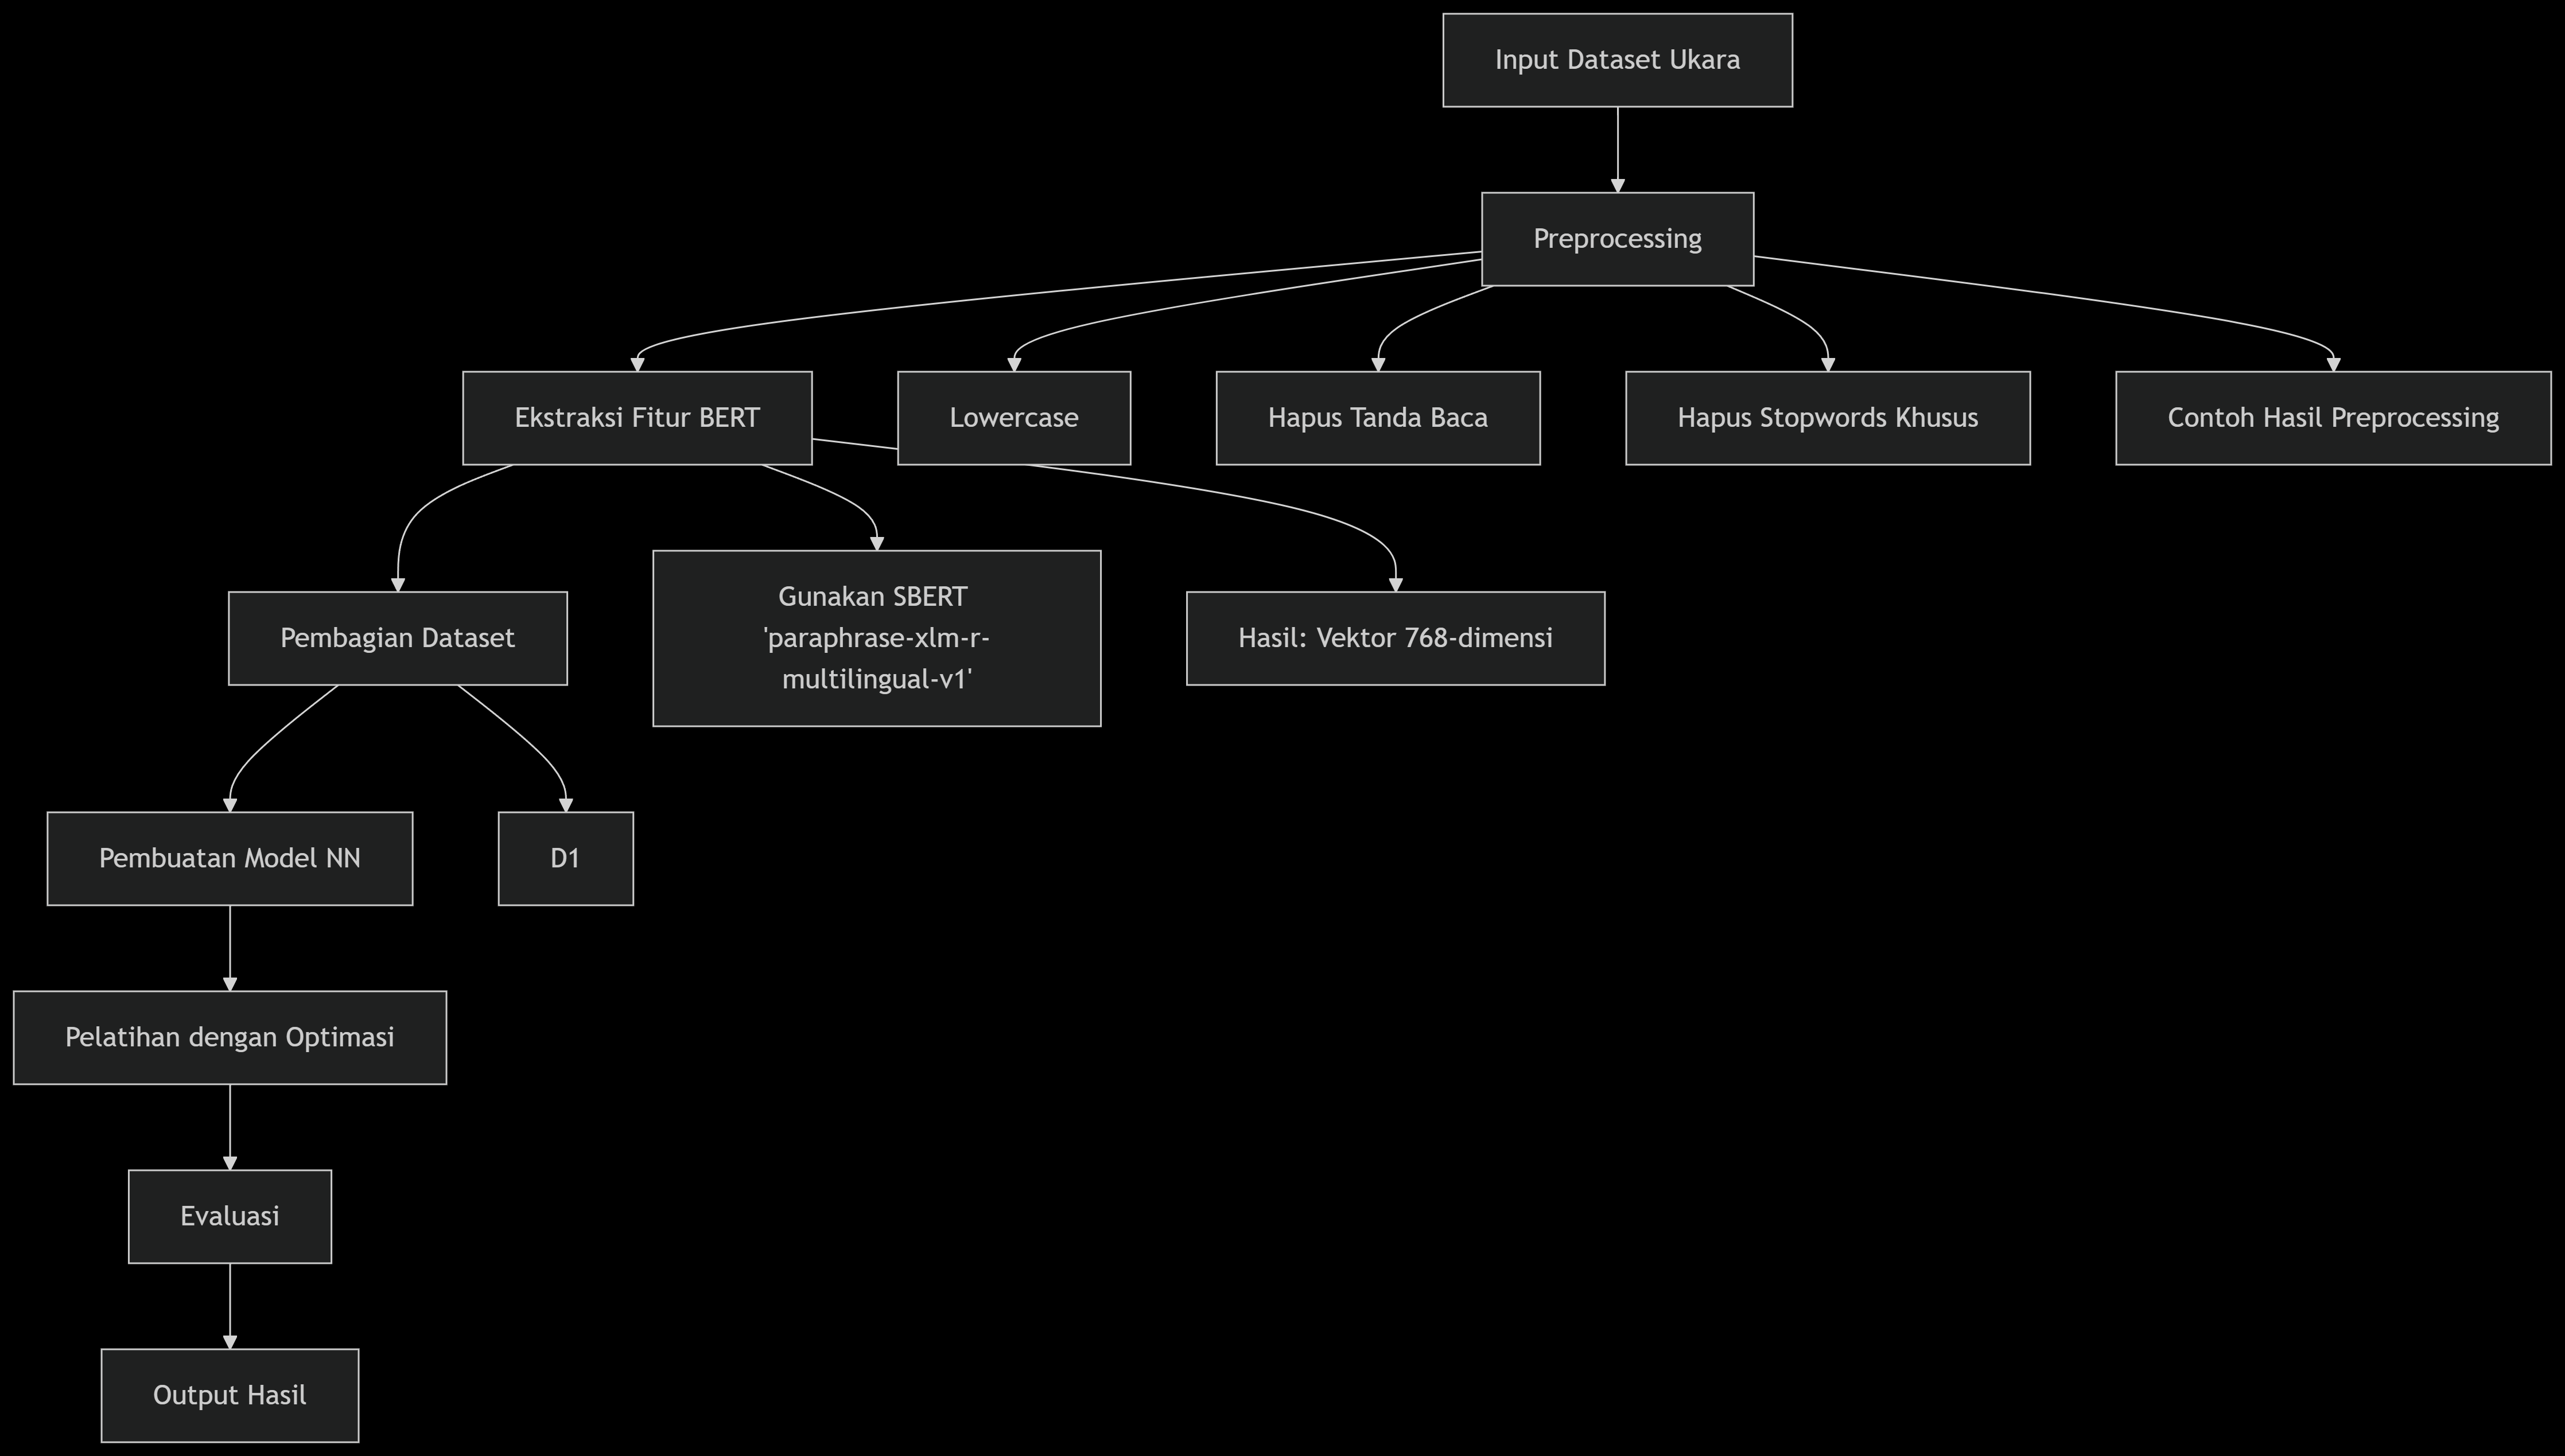 Input Dataset Ukara
Preprocessing
Ekstraksi Fitur BERT
Lowercase
Hapus Tanda Baca
Hapus Stopwords Khusus
Contoh Hasil Preprocessing
Pembagian Dataset
Gunakan SBERT
'paraphrase-xlm-r-
multilingual-v1'
Hasil: Vektor 768-dimensi
Pembuatan Model NN
D1
Pelatihan dengan Optimasi
Evaluasi
Output Hasil